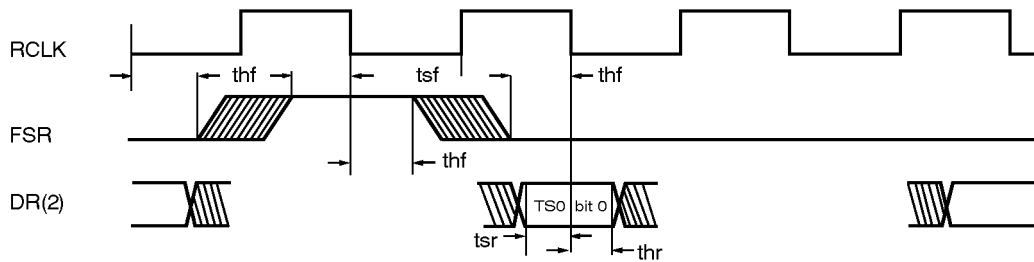 RCLK
thf
tsf
thf
FSR
thf
DR(2)
TS0
bit 0
tsr
thr